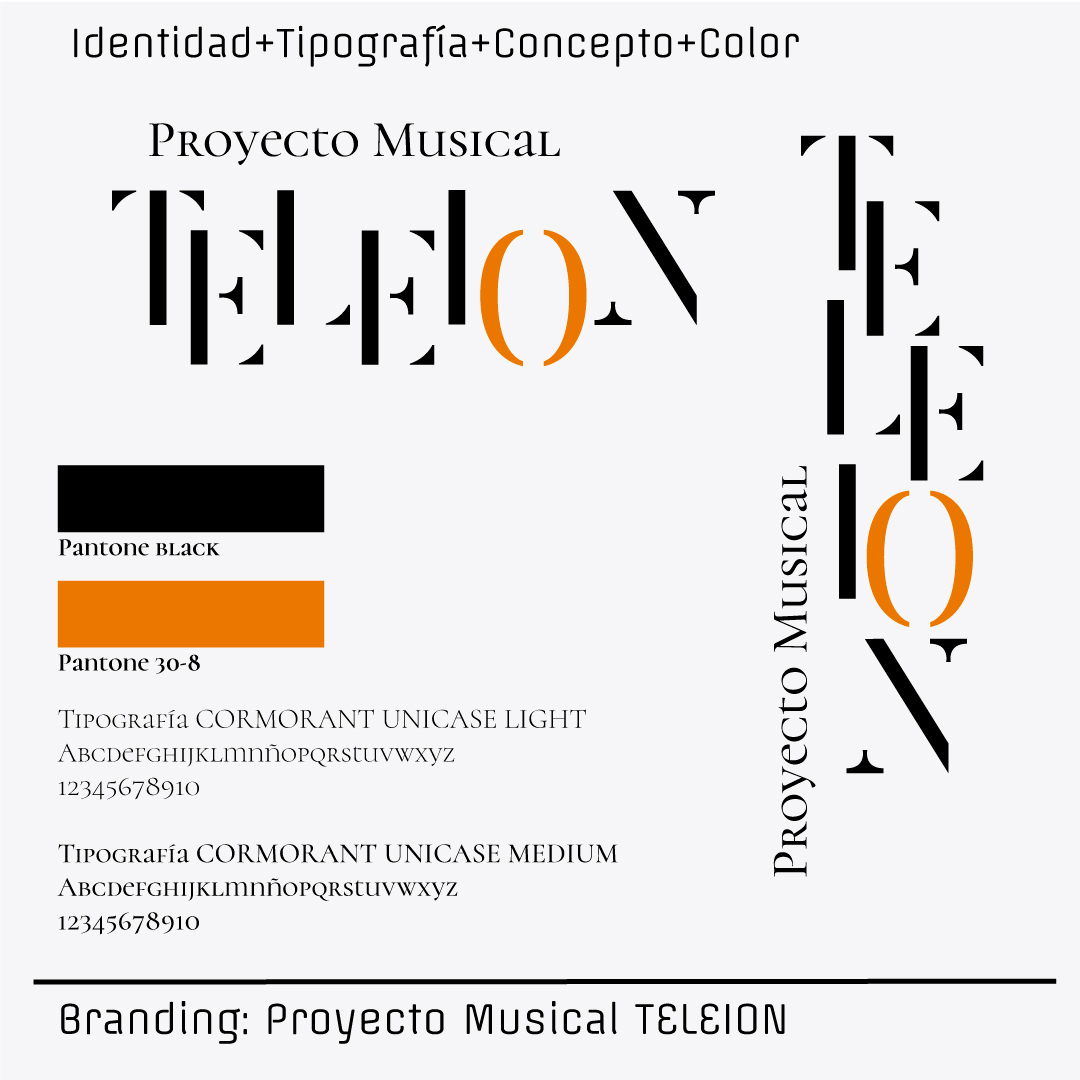 Identidad+Tipografía+Concepto+Color
Proyecto Musical
TELEION
Pantone BLACK
Pantone 30-8
Tipografía CORMORANT UNICASE LIGHT
Abcdefghijklmnñopqrstuvwxyz
12345678910
Tipografía CORMORANT UNICASE MEDIUM
Abcdefghijklmnñopqrstuvwxyz
12345678910
TELEION
Proyecto Musical
Branding: Proyecto Musical TELEION